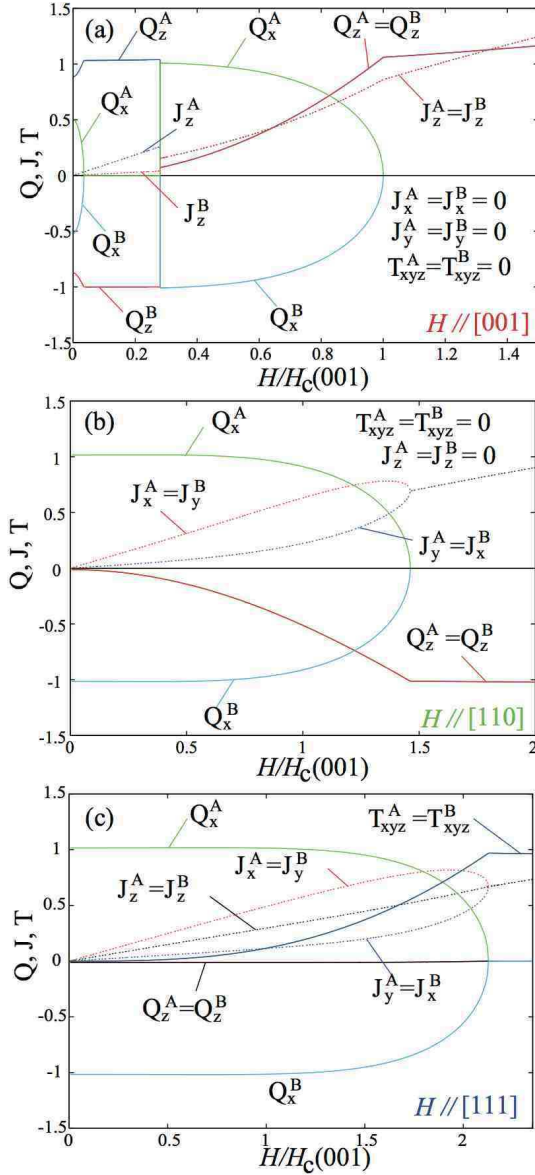 (a)
Q_z^A
Q_x^A
Q_z^A=Q_z^B
Q_x^A
J_z^A
J_z^A=J_z^B
J_z^B
J_x^A=J_x^B=0
J_y^A=J_y^B=0
T_xyz^A=T_xyz^B=0
Q_x^B
Q_z^B
Q_x^B
H//[001]
Q, J, T
1.5
1
0.5
0
-0.5
-1
-1.5
0 0.2 0.4 0.6 0.8 1 1.2 1.4
H/H_c(001)
(b)
Q_x^A
T_xyz^A=T_xyz^B=0
J_z^A=J_z^B=0
J_x^A=J_y^B
J_y^A=J_x^B
Q_z^A=Q_z^B
Q_x^B
H//[110]
Q, J, T
1.5
1
0.5
0
-0.5
-1
-1.5
0 0.5 1 1.5 2
H/H_c(001)
(c)
Q_x^A
T_xyz^A=T_xyz^B
J_x^A=J_y^B
J_z^A=J_z^B
J_y^A=J_x^B
Q_z^A=Q_z^B
Q_x^B
H//[111]
Q, J, T
1.5
1
0.5
0
-0.5
-1
-1.5
0 0.5 1 1.5 2
H/H_c(001)